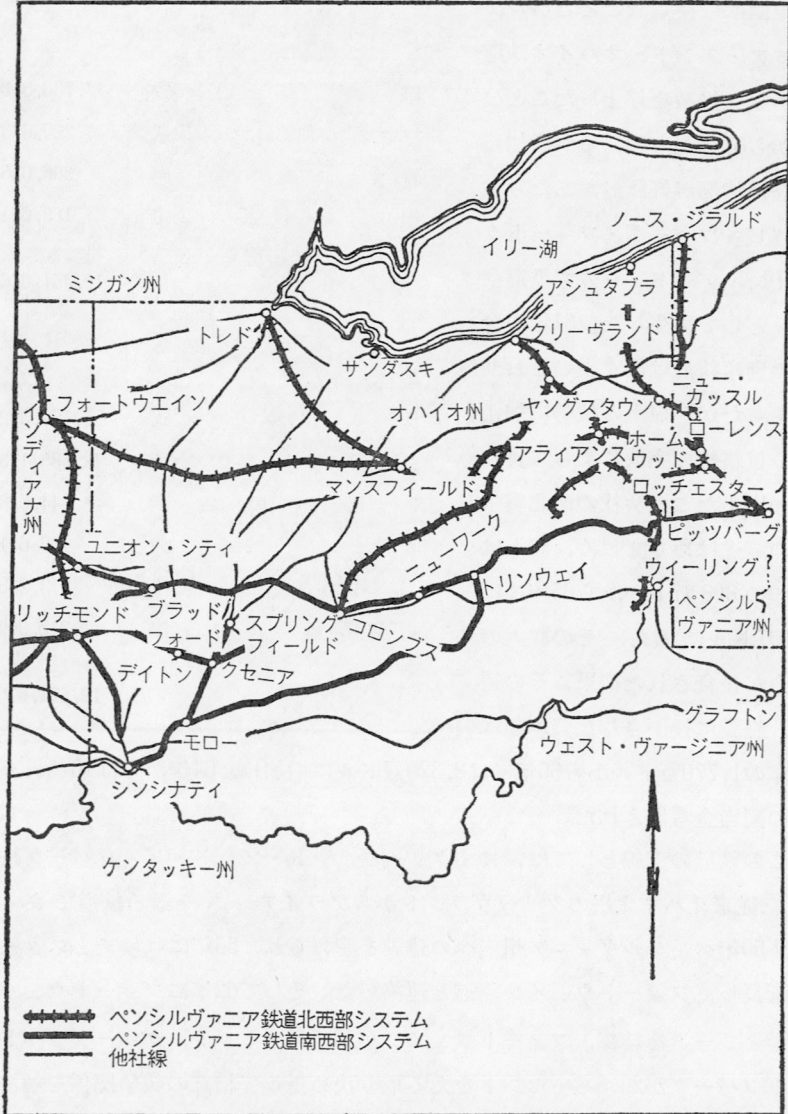 ノース・ジラルド
イリー湖
アシュタブラ
ミシガン州
トレド
クリーヴランド
サンダスキ
ニュー・
カッスル
フォートウエイン
オハイオ州
ヤングスタウン
ローレンス
インディアナ州
アライアンス
ホーム
ウッド
マンスフィールド
ロッチェスター
ピッツバーグ
ニューワーク
ユニオン・シティ
トリンウェイ
ウィーリング
リッチモンド
ブラッド
フォード
スプリング
フィールド
コロンブス
ペンシル
ヴァニア州
デイトン
クセニア
グラフトン
モロー
ウェスト・ヴァージニア州
シンシナティ
ケンタッキー州
N
ペンシルヴァニア鉄道北西部システム
ペンシルヴァニア鉄道南西部システム
他社線